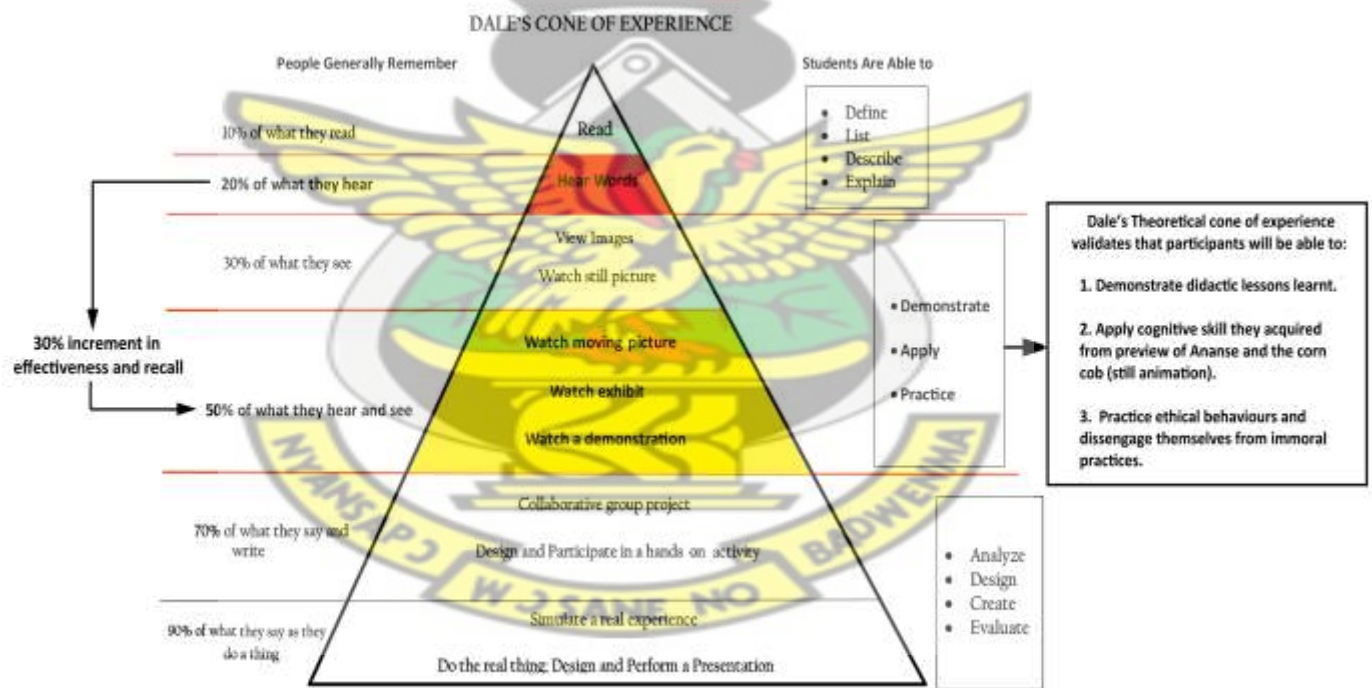 DALE'S CONE OF EXPERIENCE
People Generally Remember
Students Are Able to
10% of what they read
20% of what they hear
30% of what they see
30% increment in
effectiveness and recall
50% of what they hear and see
70% of what they say and
write
90% of what they say as they
do a thing
Read
Hear Words
View Images
Watch still picture
Watch moving picture
Watch exhibit
Watch a demonstration
Collaborative group project
Design and Participate in a hands on activity
Simulate a real experience
Do the real thing; Design and Perform a Presentation
• Define
• List
• Describe
• Explain
• Demonstrate
• Apply
• Practice
• Analyze
• Design
• Create
• Evaluate
Dale's Theoretical cone of experience
validates that participants will be able to:
1. Demonstrate didactic lessons learnt.
2. Apply cognitive skill they acquired
from preview of Ananse and the corn
cob (still animation).
3. Practice ethical behaviours and
dissengage themselves from immoral
practices.
NYANSAPƆ
WƆSANE NO
BADWENMA